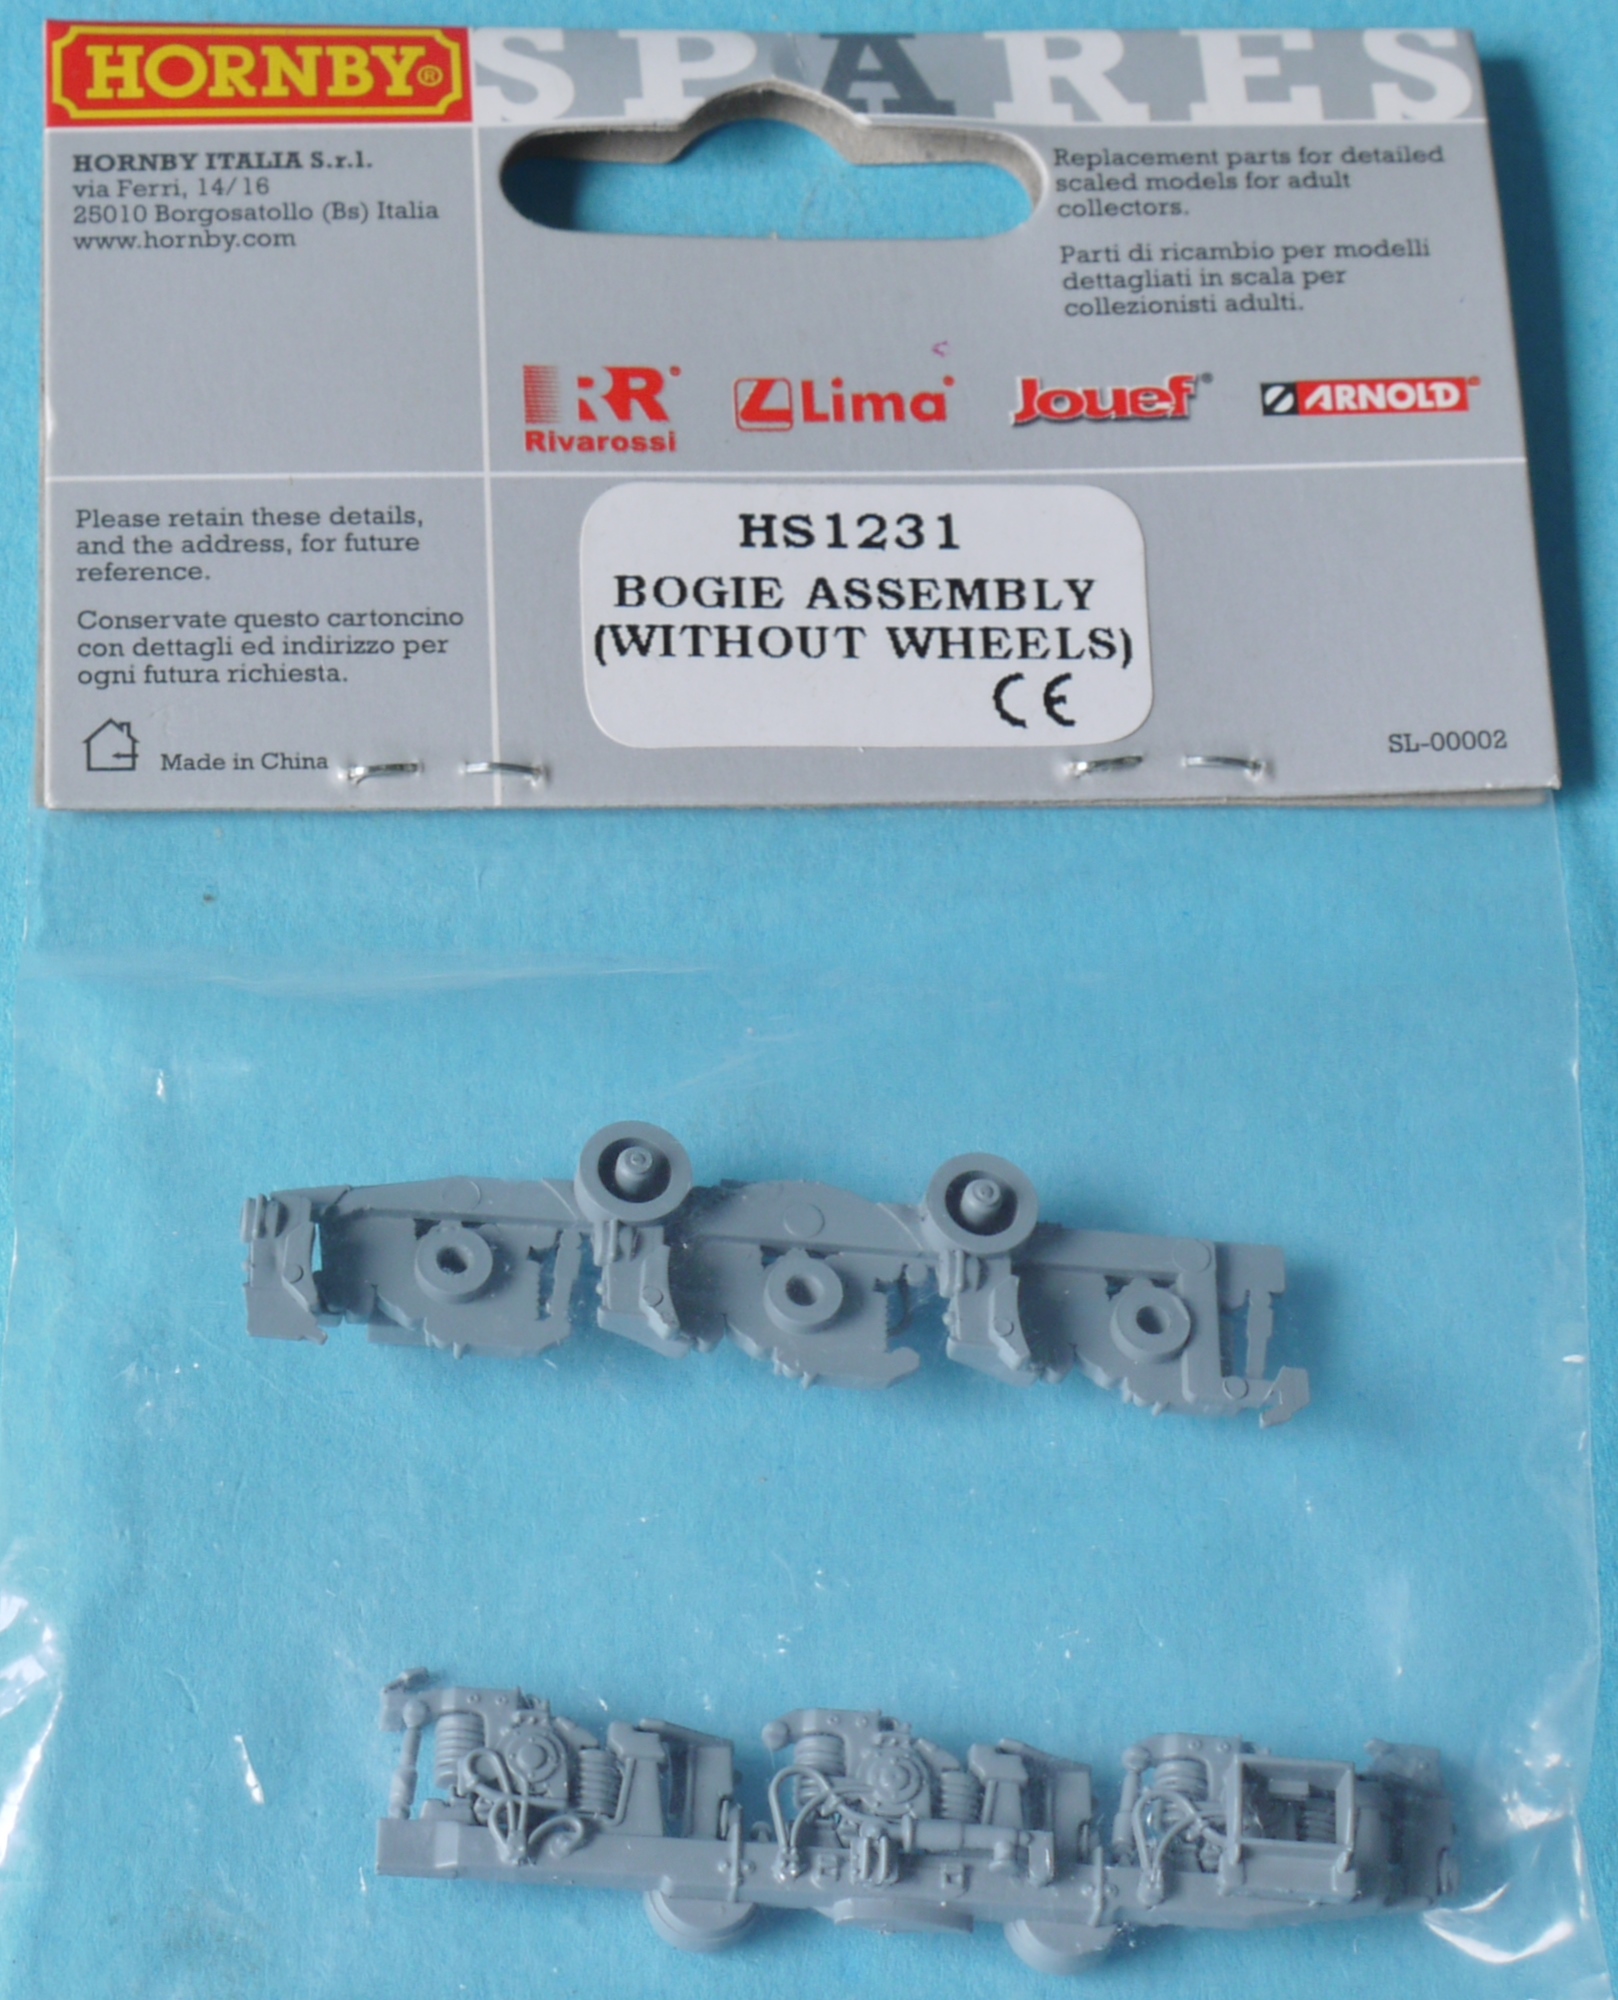 HORNBY®
SPARES
HORNBY ITALIA S.r.l.
via Ferri, 14/16
25010 Borgosatollo (Bs) Italia
www.hornby.com
Replacement parts for detailed
scaled models for adult
collectors.
Parti di ricambio per modelli
dettagliati in scala per
collezionisti adulti.
RR®
Rivarossi
Lima®
Jouef®
ARNOLD®
Please retain these details,
and the address, for future
reference.
Conservate questo cartoncino
con dettagli ed indirizzo per
ogni futura richiesta.
Made in China
HS1231
BOGIE ASSEMBLY
(WITHOUT WHEELS)
CE
SL-00002